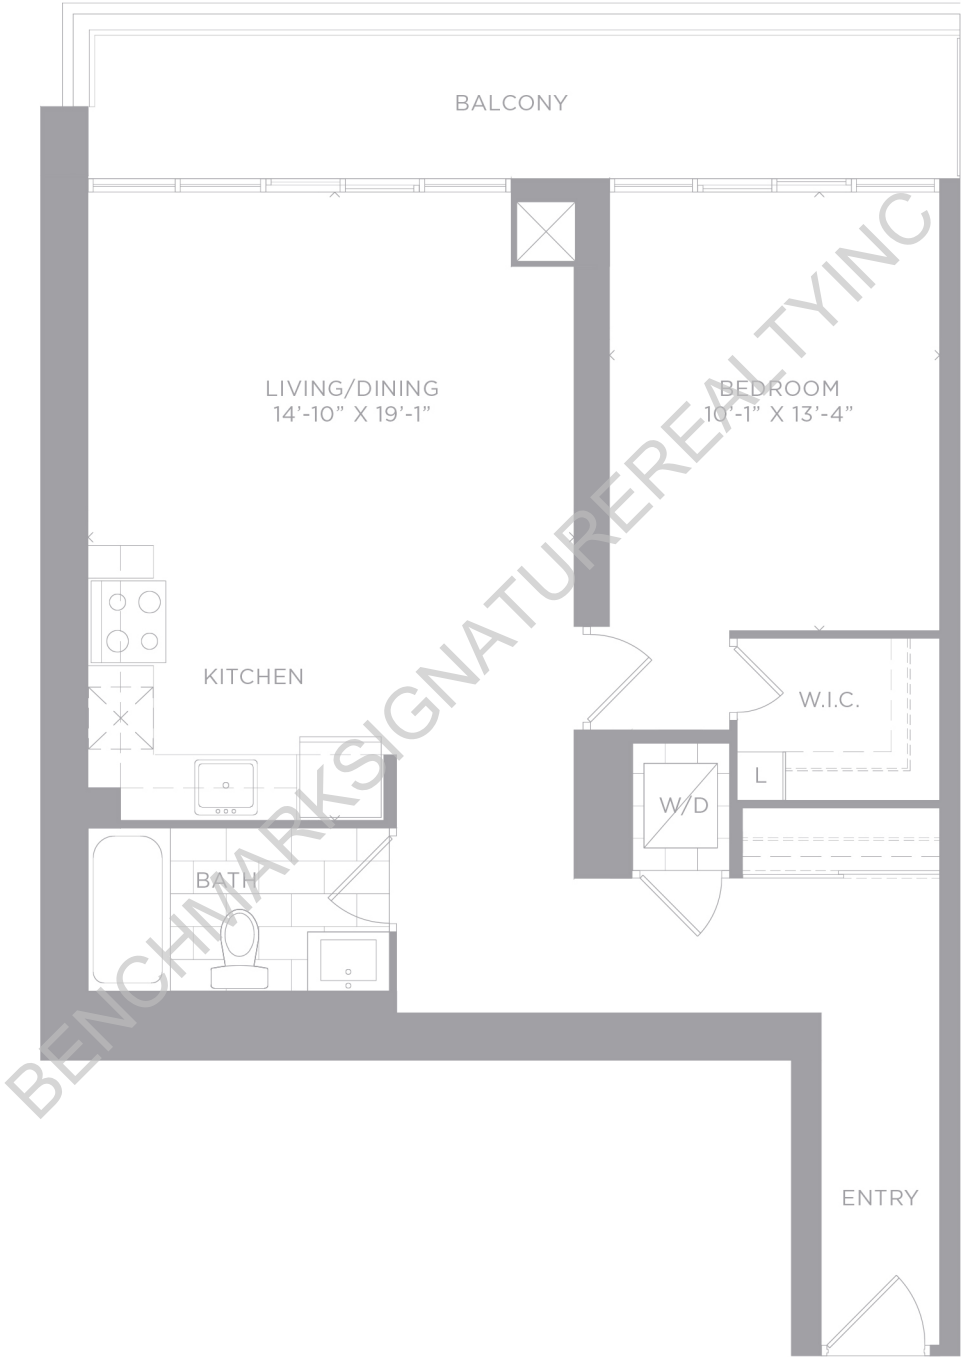 BALCONY
LIVING/DINING
14'-10” X 19'-1”
BEDROOM
10'-1” X 13'-4”
KITCHEN
W.I.C.
L
W/D
BATH
ENTRY
BENCHMARKSIGNATUREREALTYINC